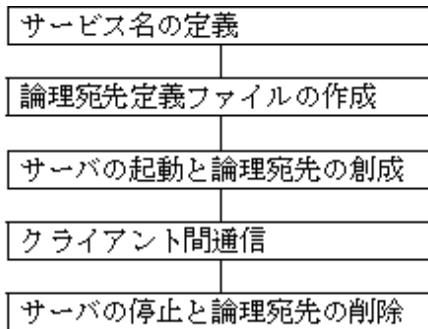 サービス名の定義
論理宛先定義ファイルの作成
サーバの起動と論理宛先の創成
クライアント間通信
サーバの停止と論理宛先の削除